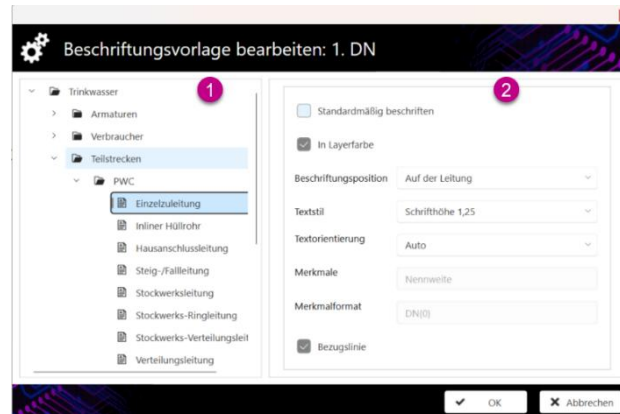 Beschriftungsvorlage bearbeiten: 1. DN
1
Trinkwasser
Armaturen
Verbraucher
Teilstrecken
PWC
Einzelzuleitung
Inliner Hüllrohr
Hausanschlussleitung
Steig-/Fallleitung
Stockwerksleitung
Stockwerks-Ringleitung
Stockwerks-Verteilungsleit
Verteilungsleitung
2
Standardmäßig beschriften
In Layerfarbe
Beschriftungsposition Auf der Leitung
Textstil Schrifthöhe 1,25
Textorientierung Auto
Merkmale Nennweite
Merkmalformat DN{0}
Bezugslinie
OK Abbrechen